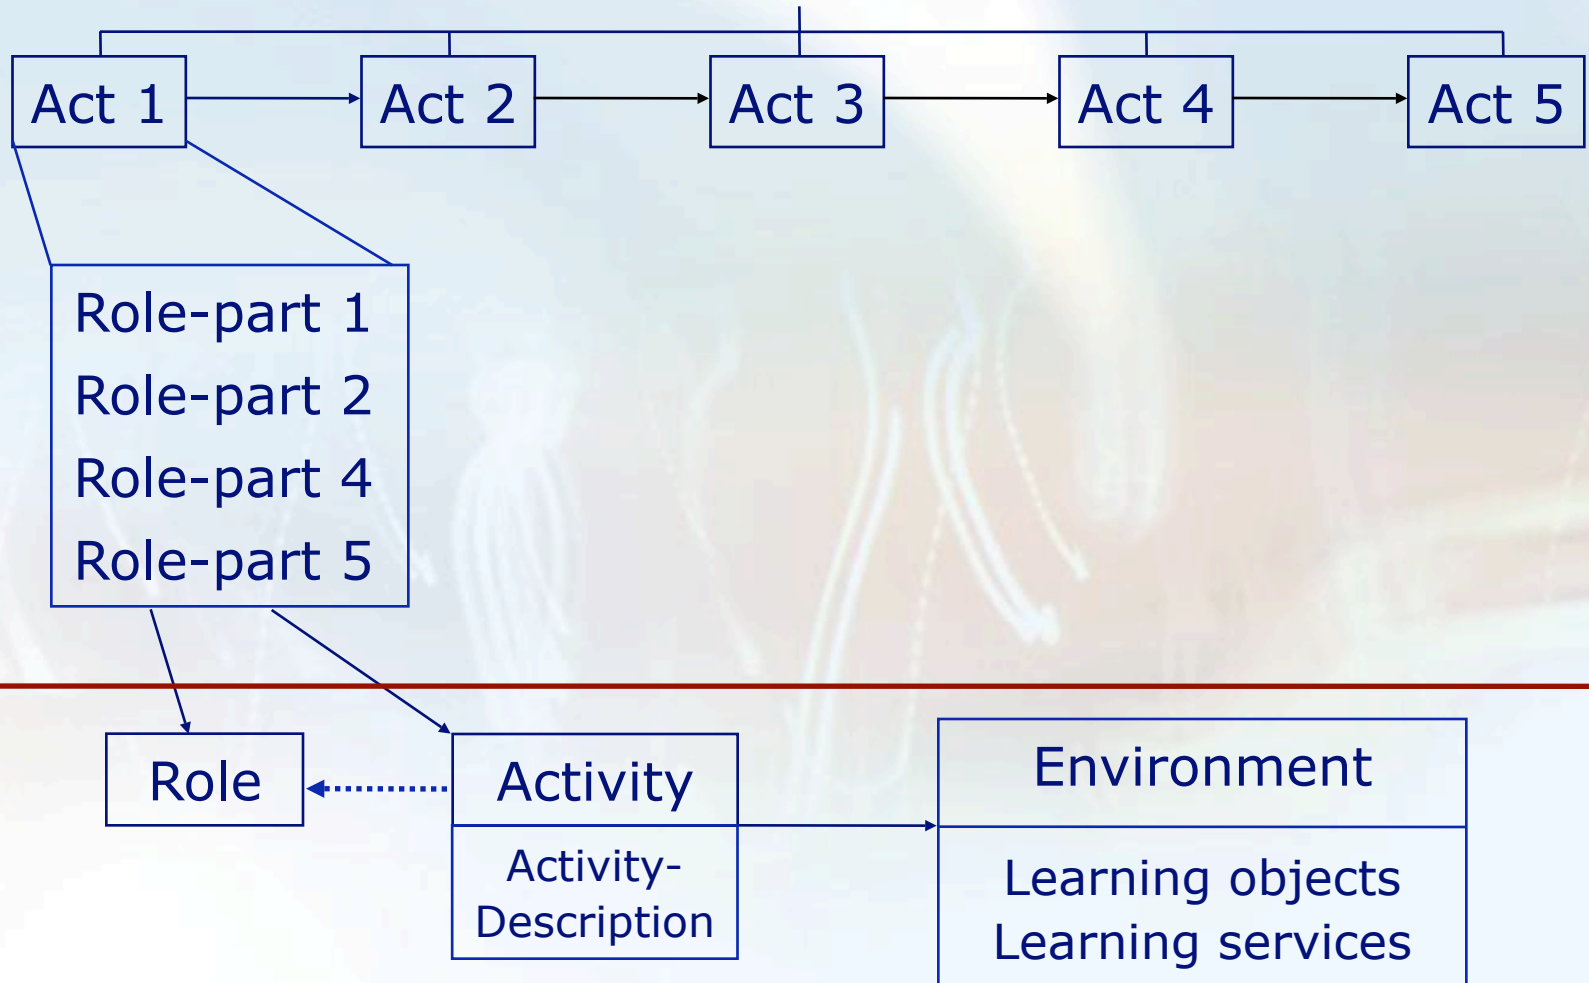 Act 1
Act 2
Act 3
Act 4
Act 5
Role-part 1
Role-part 2
Role-part 4
Role-part 5
Role
Activity
Activity-
Description
Environment
Learning objects
Learning services